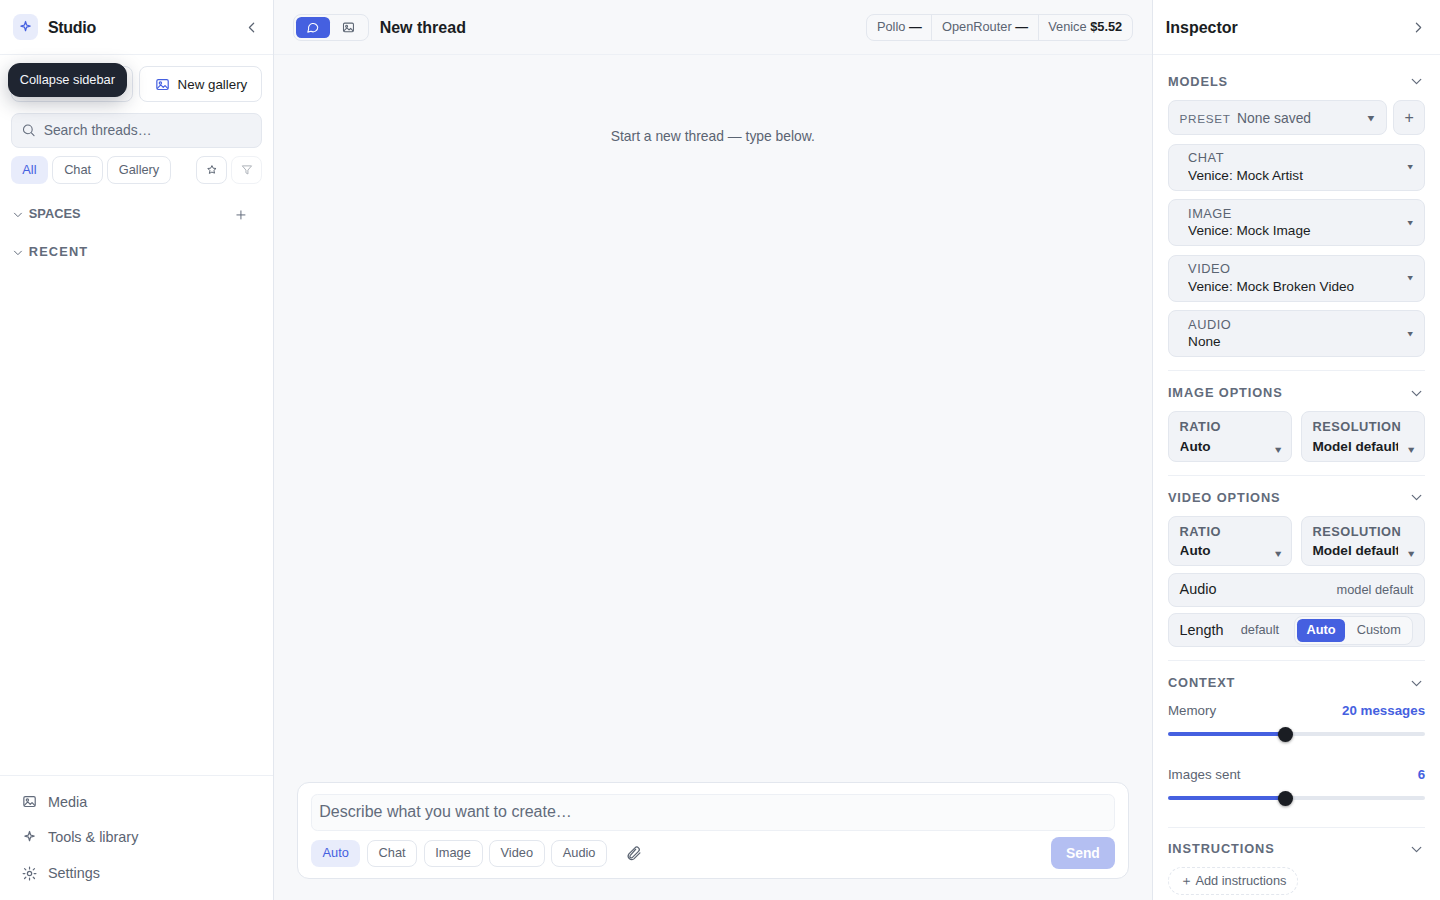 Studio
Collapse sidebar
New gallery
Search threads…
All Chat Gallery
SPACES
RECENT
Media
Tools & library
Settings
New thread
Pollo — OpenRouter — Venice $5.52
Start a new thread — type below.
Describe what you want to create…
Auto Chat Image Video Audio
Send
Inspector
MODELS
PRESET None saved ▼ +
CHAT
Venice: Mock Artist ▼
IMAGE
Venice: Mock Image ▼
VIDEO
Venice: Mock Broken Video ▼
AUDIO
None ▼
IMAGE OPTIONS
RATIO RESOLUTION
Auto ▼ Model default ▼
VIDEO OPTIONS
RATIO RESOLUTION
Auto ▼ Model default ▼
Audio model default
Length default Auto Custom
CONTEXT
Memory 20 messages
Images sent 6
INSTRUCTIONS
+ Add instructions